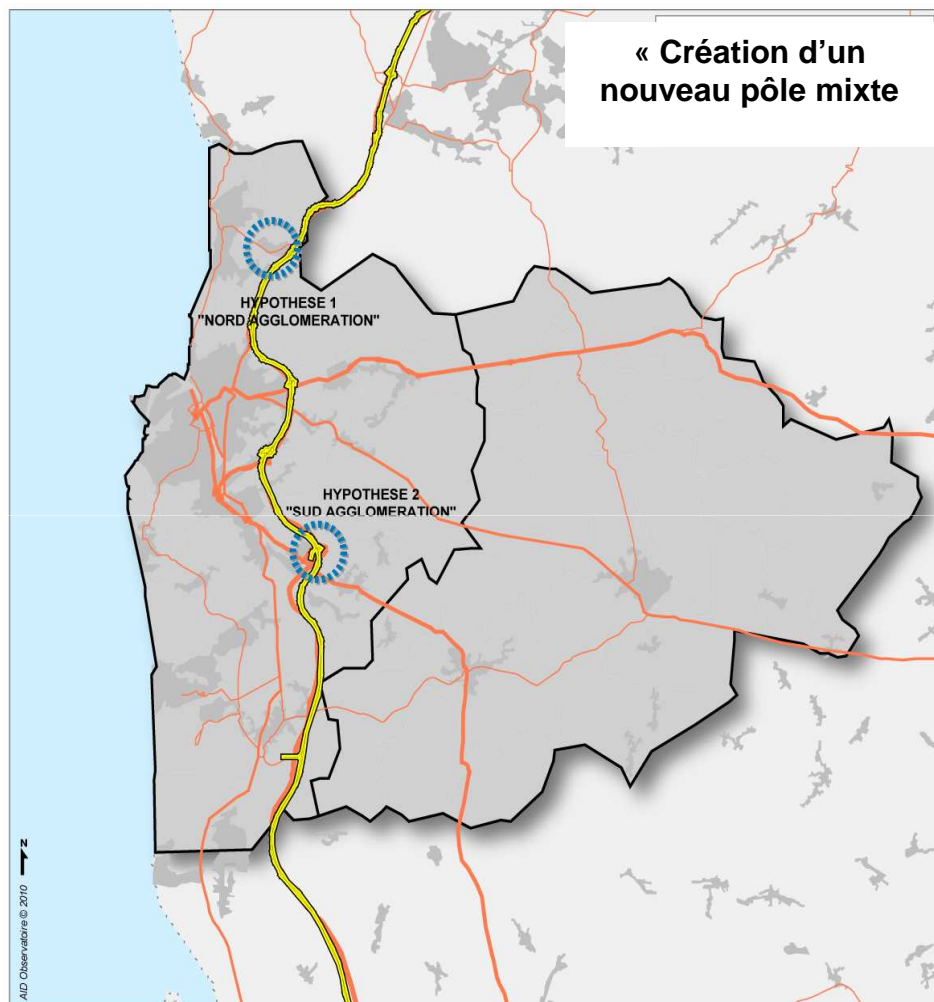 « Création d'un
nouveau pôle mixte
HYPOTHESE 1
"NORD AGGLOMERATION"
HYPOTHESE 2
"SUD AGGLOMERATION"
N
AID Observatoire © 2010